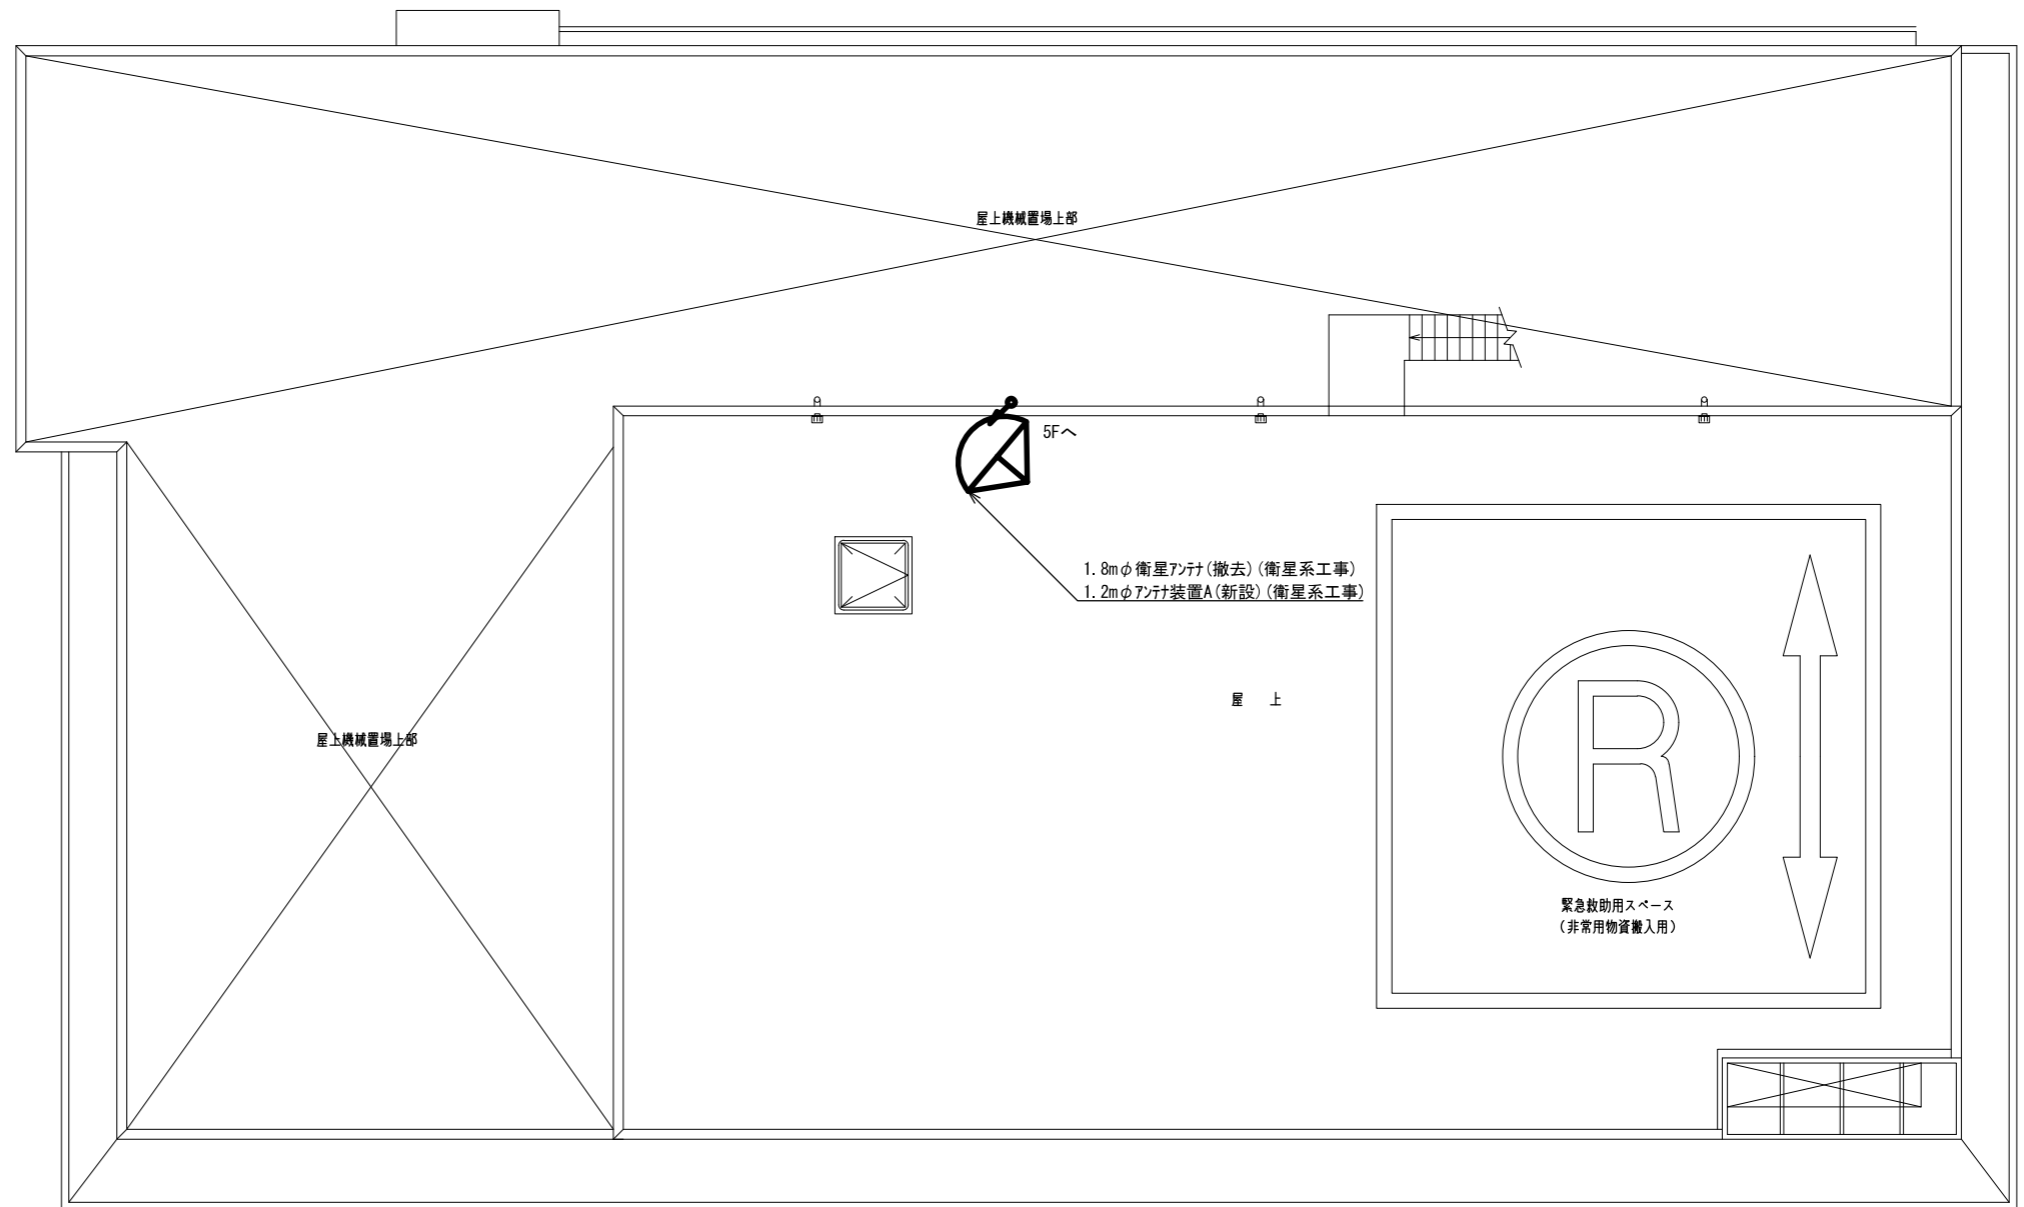 屋上機械置場上部
5Fへ
1.8mφ衛星ｱﾝﾃﾅ(撤去)(衛星系工事)
1.2mφｱﾝﾃﾅ装置A(新設)(衛星系工事)
屋　上
屋上機械置場上部
R
緊急救助用スペース
（非常用物資搬入用）